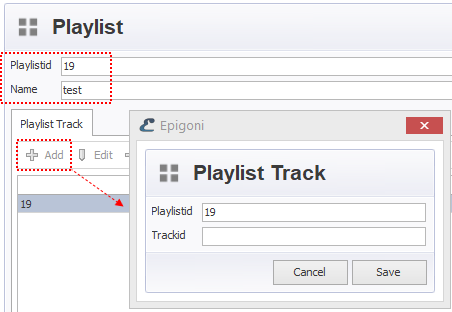 Playlist
Playlistid 19
Name test
Playlist Track
Add Edit
19
Epigoni
Playlist Track
Playlistid 19
Trackid
Cancel Save